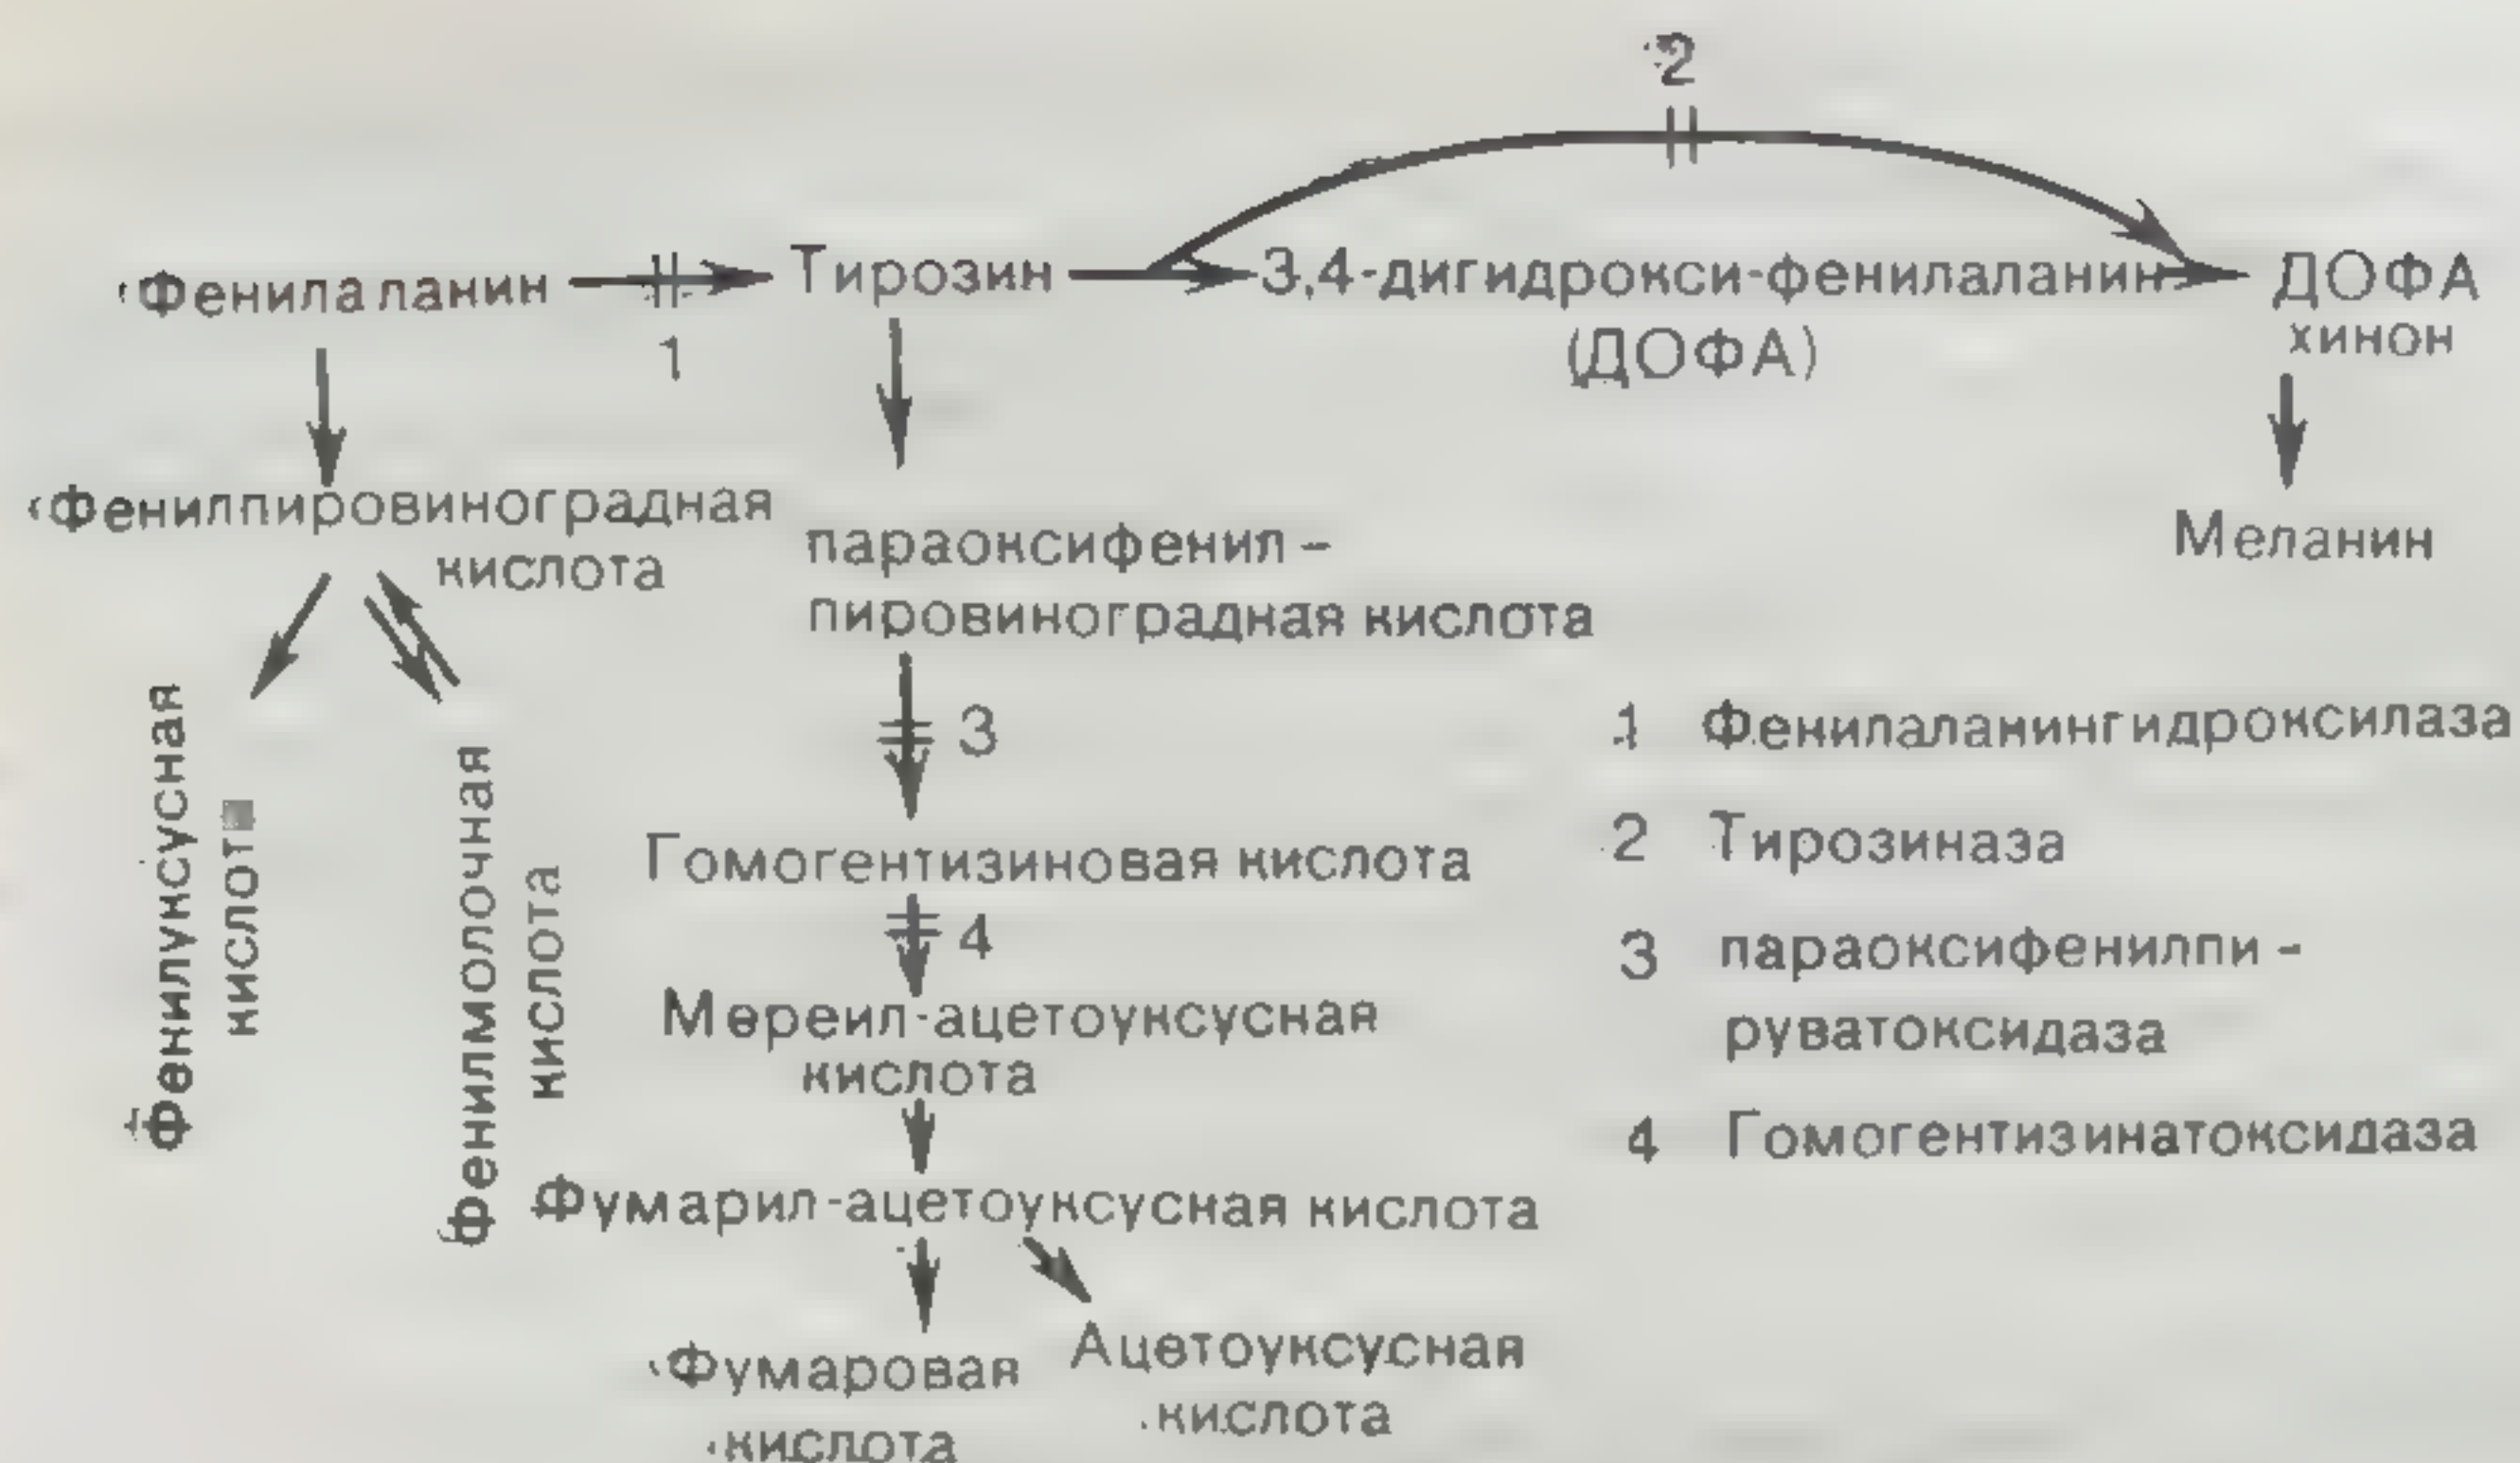 2
Фенилаланин
1
Тирозин
3,4-дигидрокси-фенилаланин
(ДОФА)
ДОФА
хинон
Меланин
Фенилпировиноградная
кислота
параоксифенил-
пировиноградная кислота
Фенилуксусная
кислота
Фенилмолочная
кислота
3
Гомогентизиновая кислота
4
Мереил-ацетоуксусная
кислота
Фумарил-ацетоуксусная кислота
Фумаровая
кислота
Ацетоуксусная
кислота
1 Фенилаланингидроксилаза
2 Тирозиназа
3 параоксифенилпи-
руватоксидаза
4 Гомогентизинатоксидаза